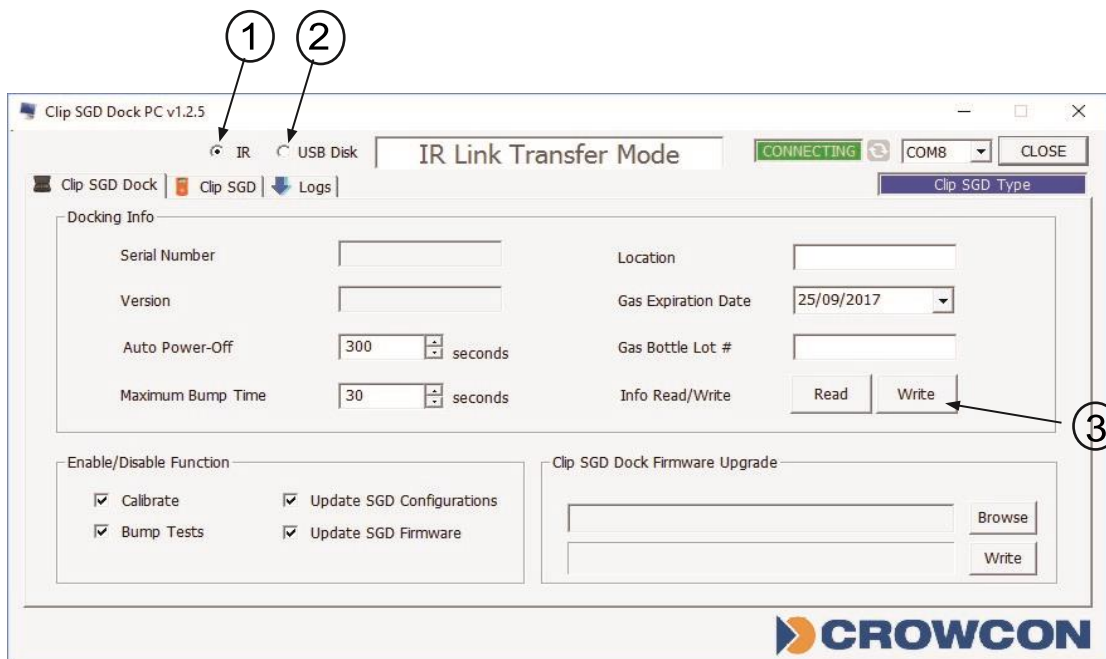 1 2
Clip SGD Dock PC v1.2.5
IR USB Disk IR Link Transfer Mode CONNECTING COM8 CLOSE
Clip SGD Dock Clip SGD Logs Clip SGD Type
Docking Info
Serial Number Location
Version Gas Expiration Date 25/09/2017
Auto Power-Off 300 seconds Gas Bottle Lot #
Maximum Bump Time 30 seconds Info Read/Write Read Write
3
Enable/Disable Function Clip SGD Dock Firmware Upgrade
Calibrate Update SGD Configurations
Browse
Bump Tests Update SGD Firmware
Write
CROWCON